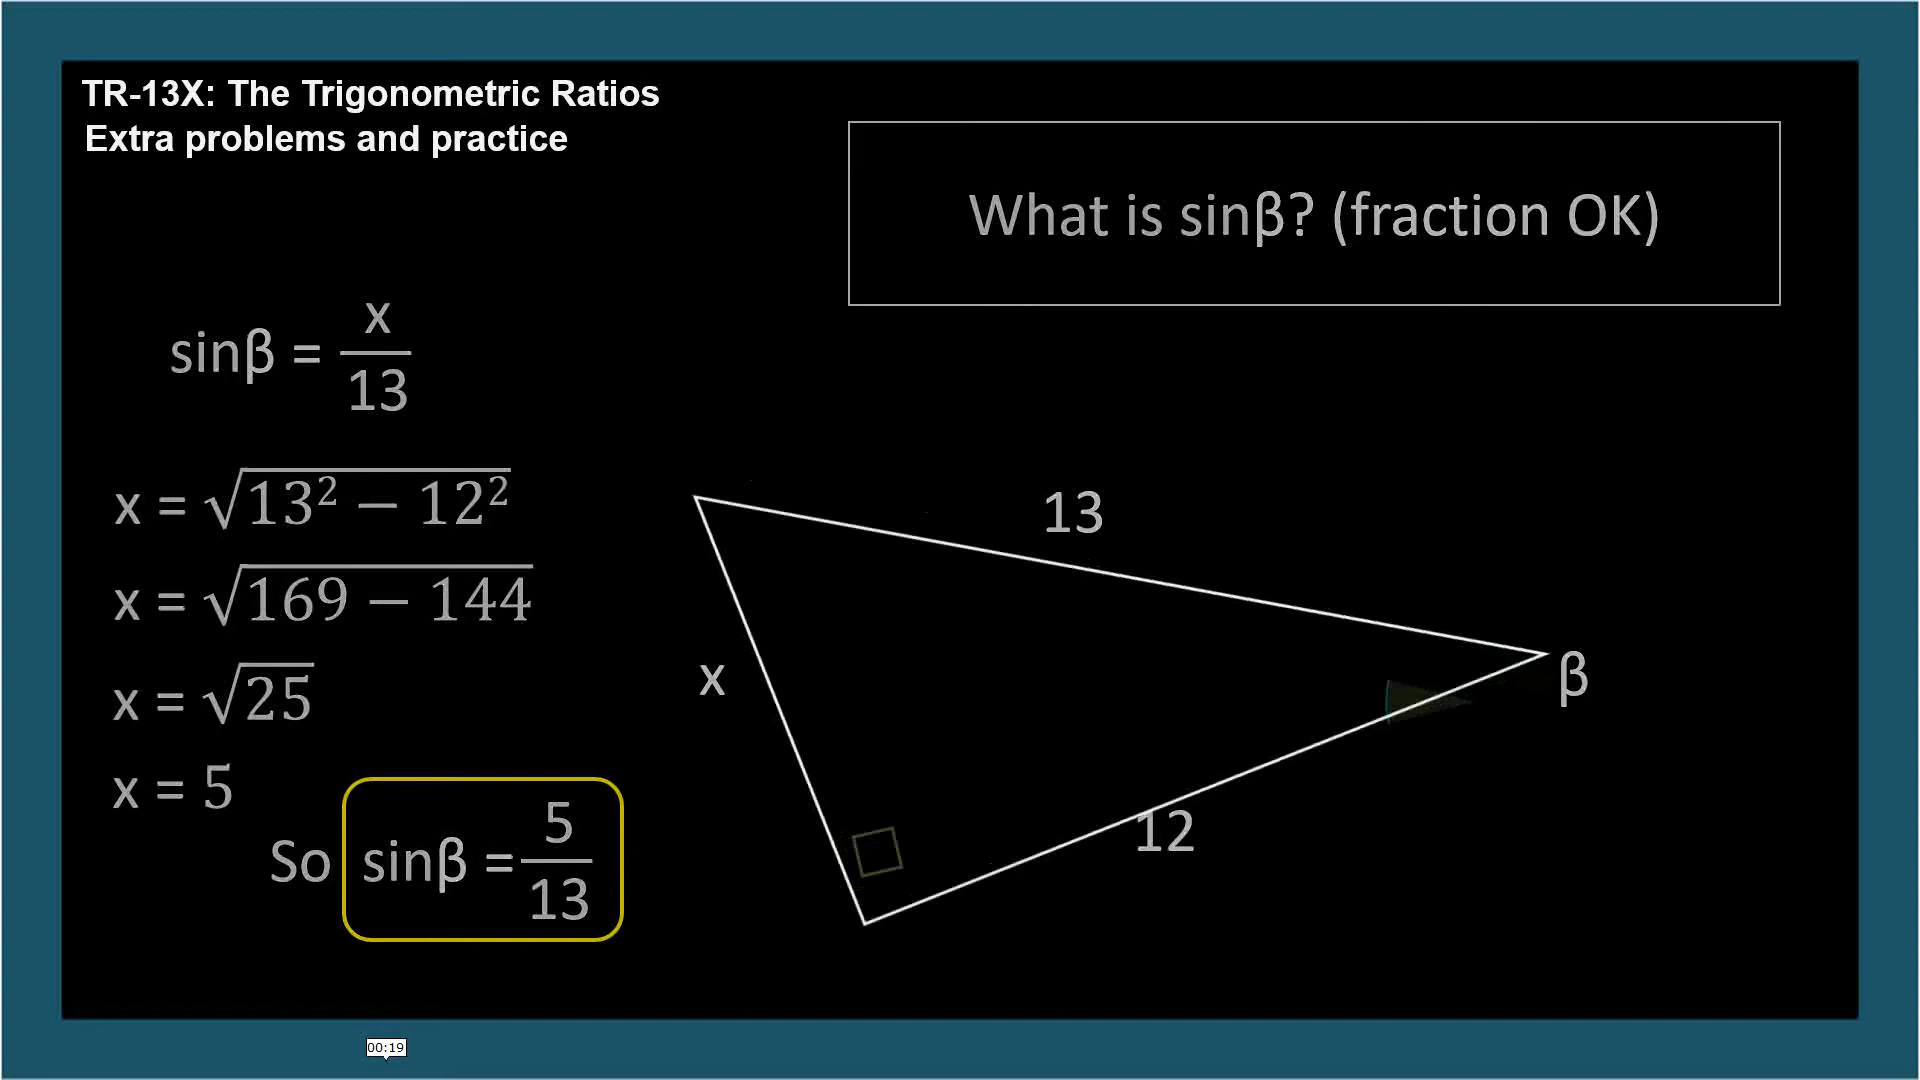 TR-13X: The Trigonometric Ratios
Extra problems and practice
What is sinβ? (fraction OK)
sinβ = x/13
x = √(13² − 12²)
x = √(169 − 144)
x = √25
x = 5
So sinβ = 5/13
13
x
β
12
00:19